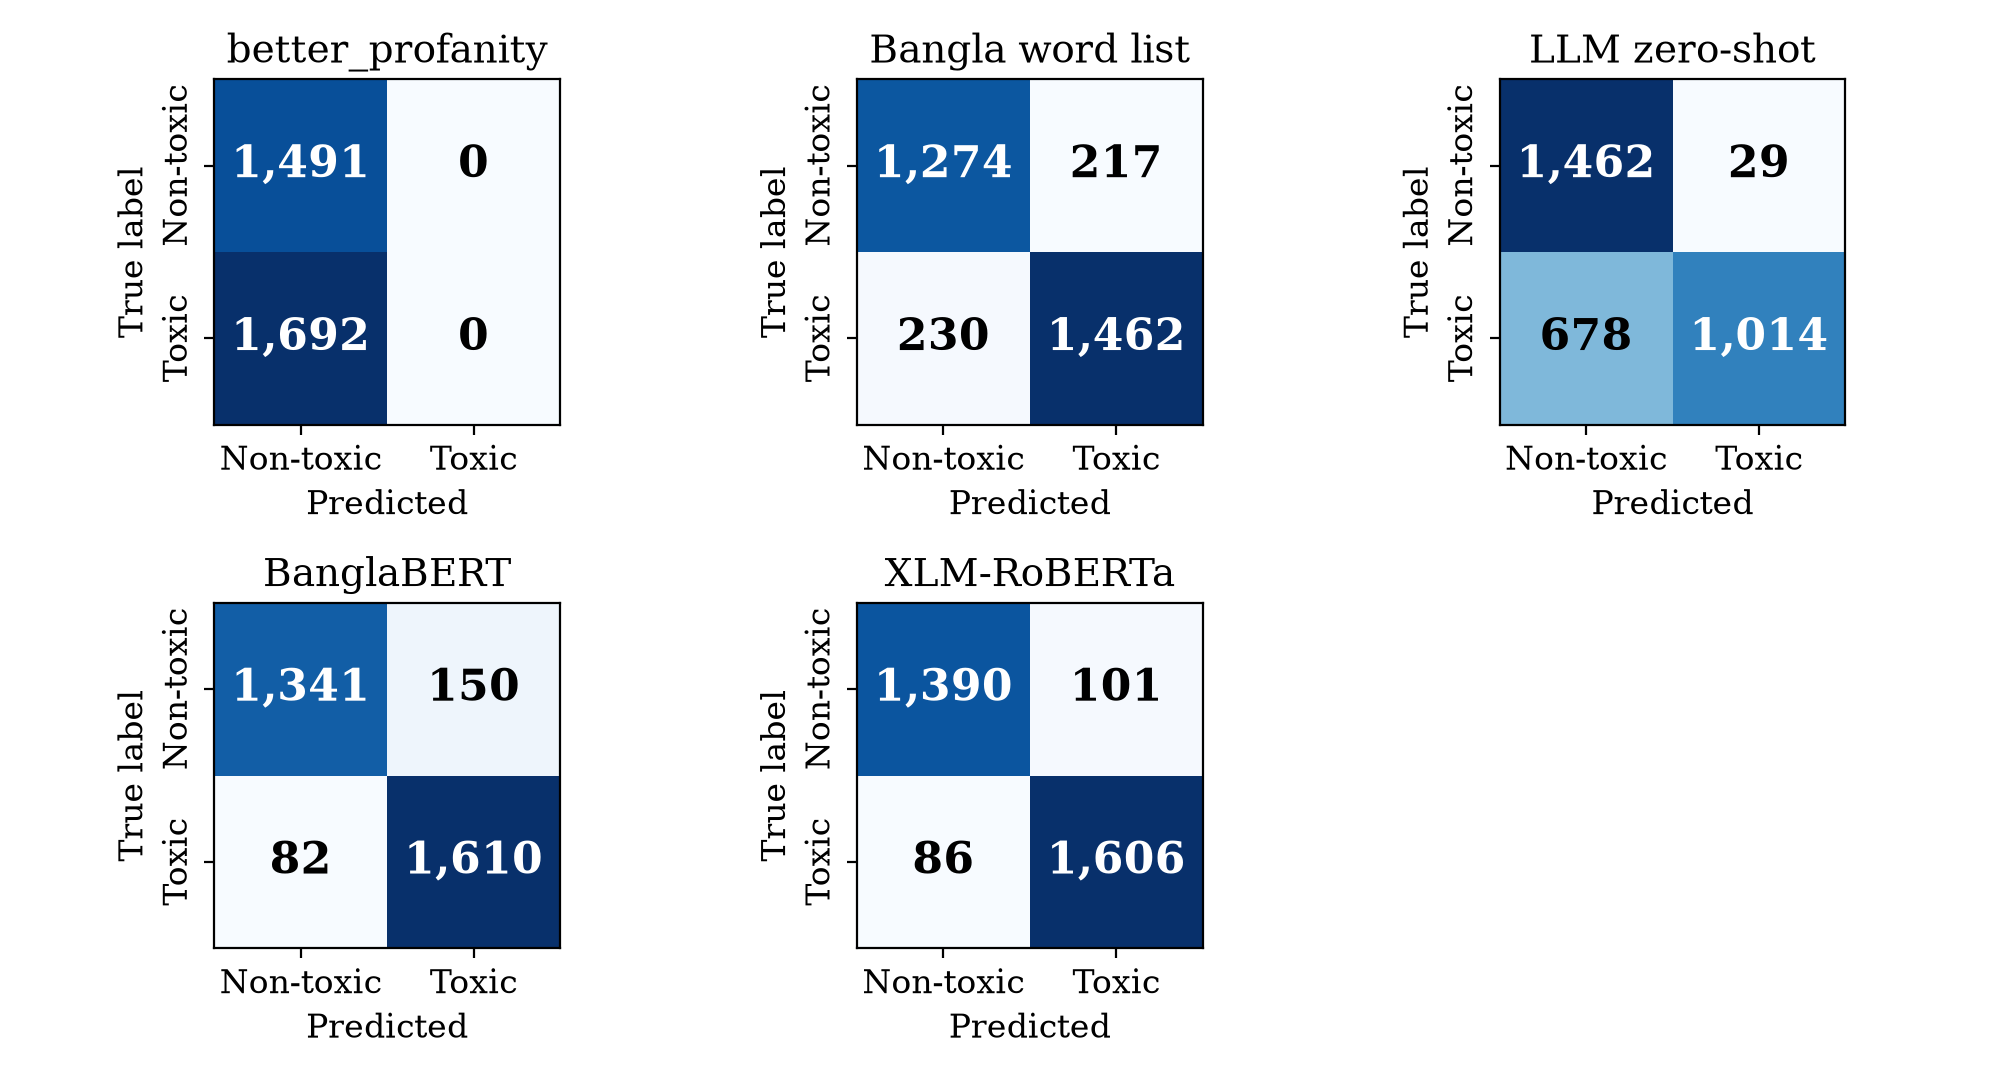 better_profanity
True label
Non-toxic
Toxic
1,491 0
1,692 0
Non-toxic Toxic
Predicted
Bangla word list
True label
Non-toxic
Toxic
1,274 217
230 1,462
Non-toxic Toxic
Predicted
LLM zero-shot
True label
Non-toxic
Toxic
1,462 29
678 1,014
Non-toxic Toxic
Predicted
BanglaBERT
True label
Non-toxic
Toxic
1,341 150
82 1,610
Non-toxic Toxic
Predicted
XLM-RoBERTa
True label
Non-toxic
Toxic
1,390 101
86 1,606
Non-toxic Toxic
Predicted